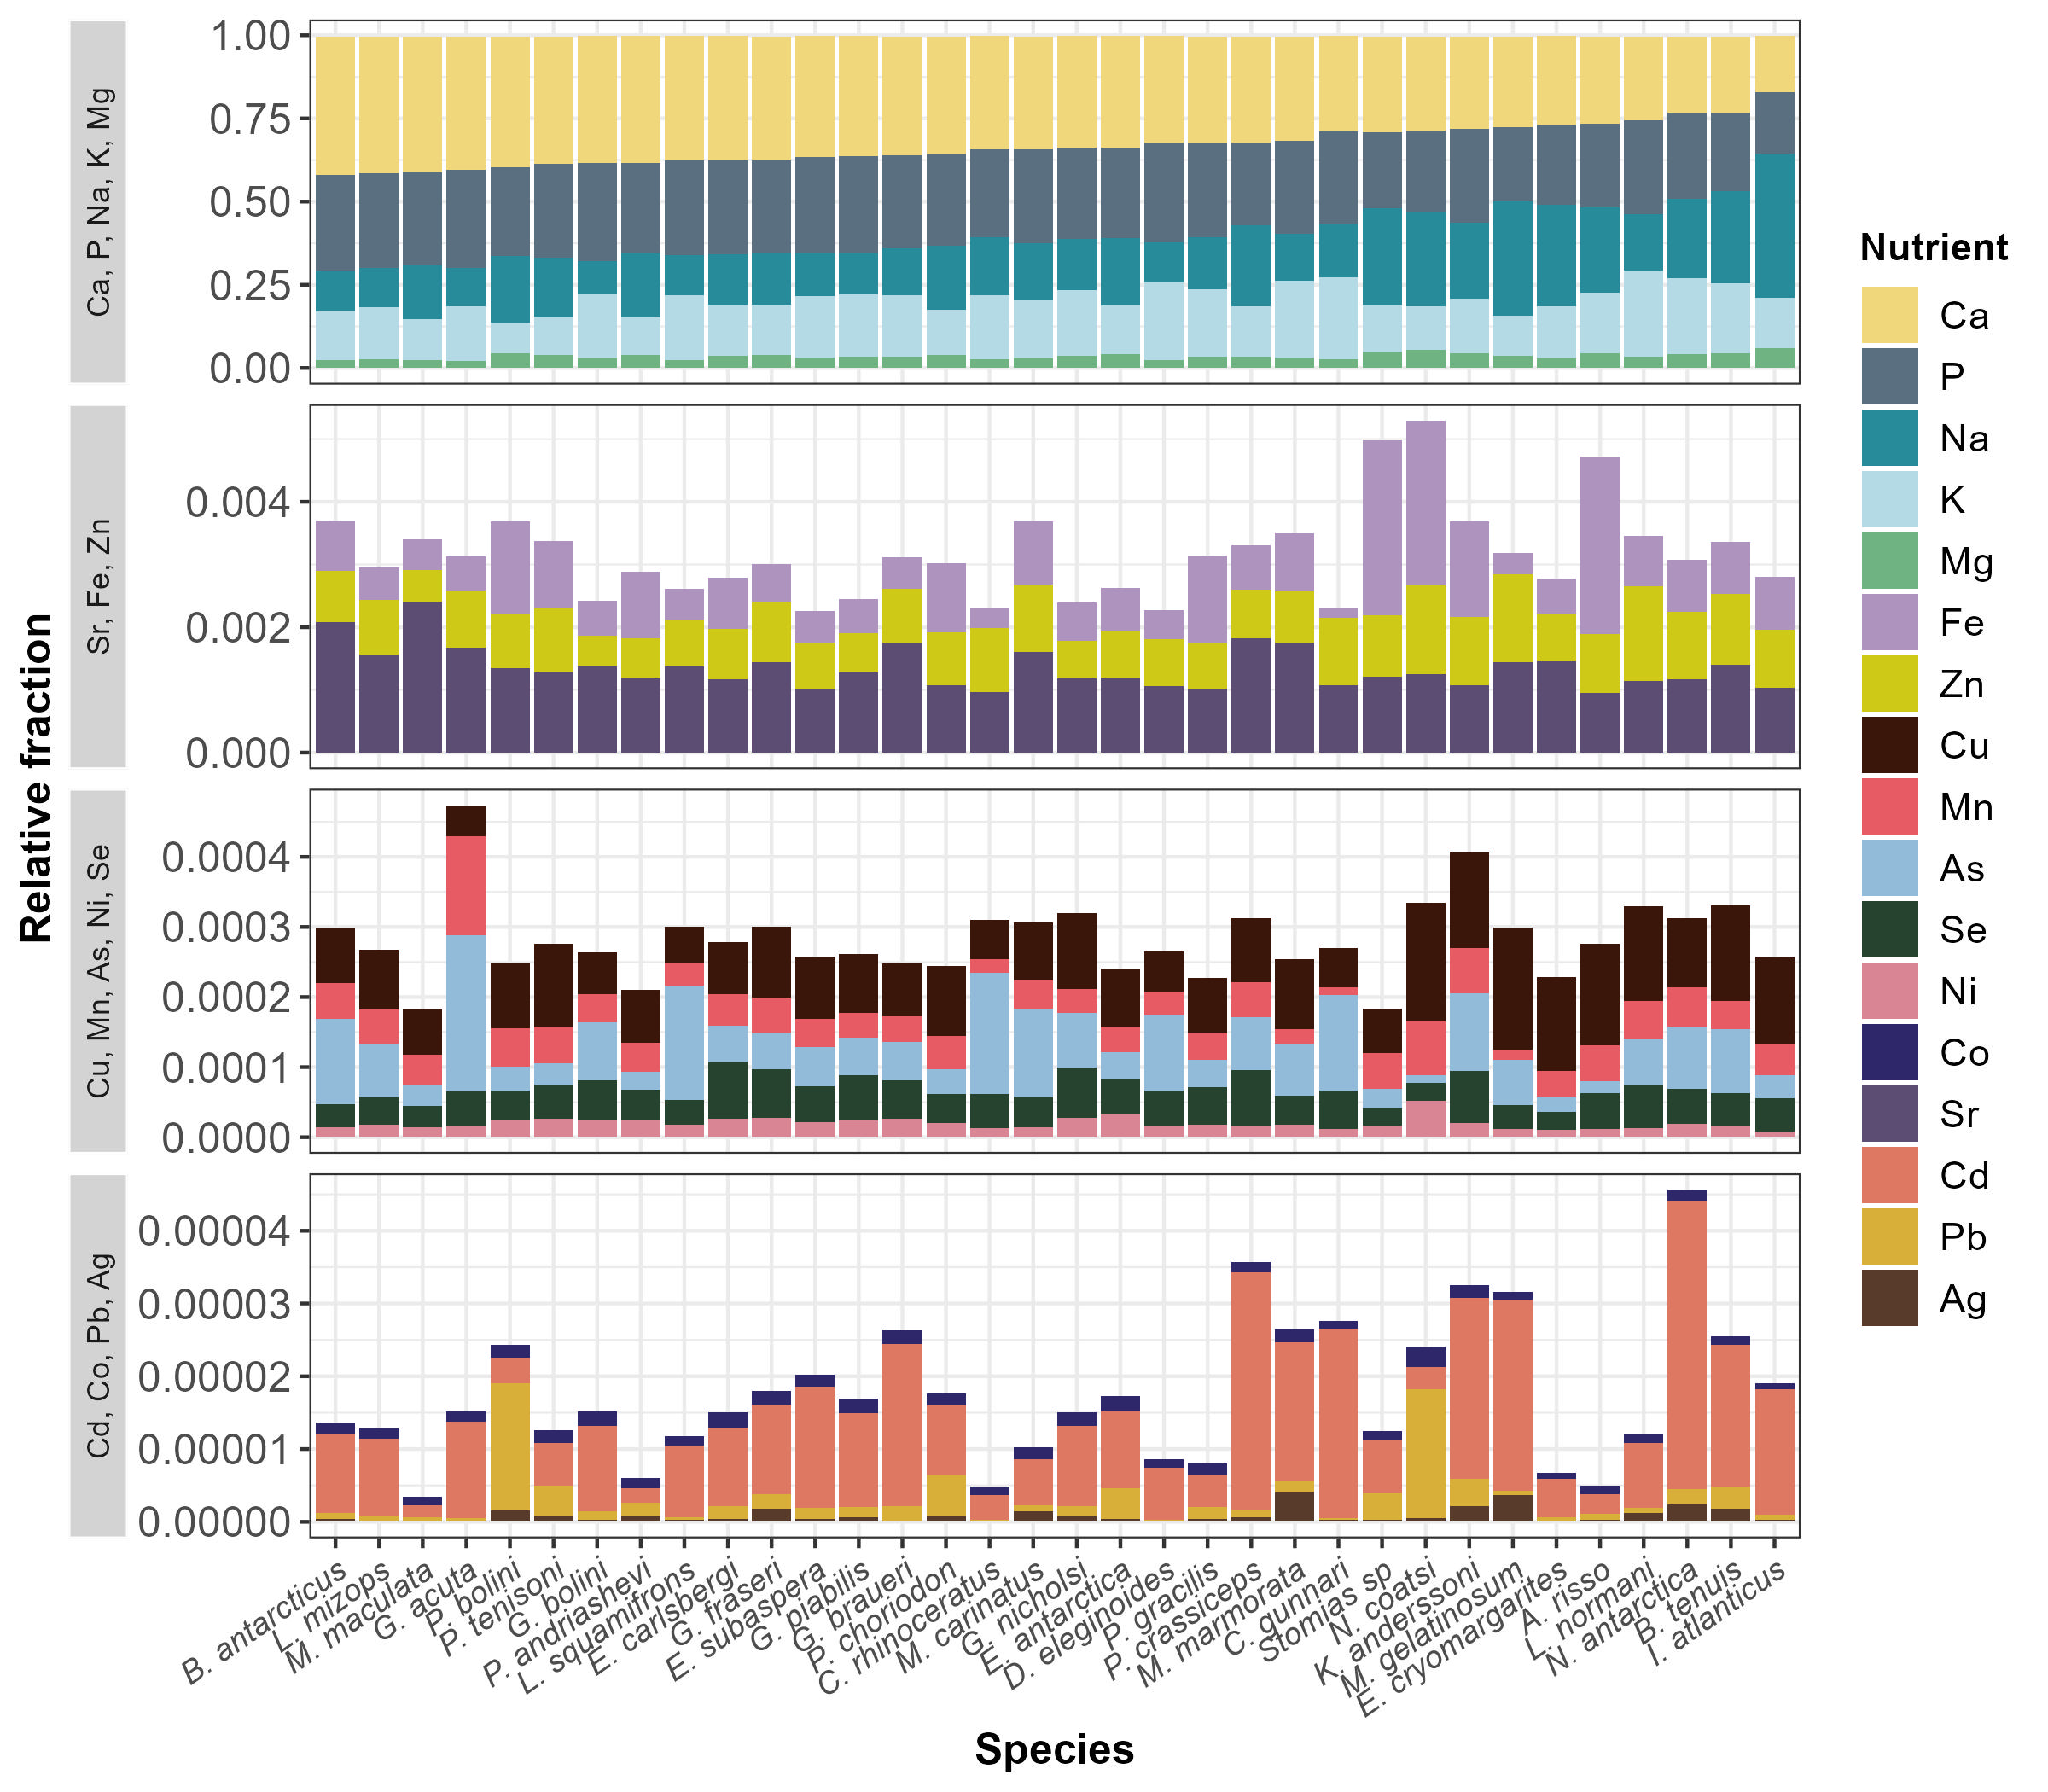 Relative fraction
Ca, P, Na, K, Mg
1.00
0.75
0.50
0.25
0.00
Sr, Fe, Zn
0.004
0.002
0.000
Cu, Mn, As, Ni, Se
0.0004
0.0003
0.0002
0.0001
0.0000
Cd, Co, Pb, Ag
0.00004
0.00003
0.00002
0.00001
0.00000
B. antarcticus
L. mizops
M. maculata
G. acuta
P. bolini
P. tenisoni
G. bolini
P. andriashevi
L. squamifrons
E. carlsbergi
G. fraseri
E. subaspera
G. piabilis
G. braueri
P. choriodon
C. rhinoceratus
M. carinatus
G. nicholsi
E. antarctica
D. eleginoides
P. gracilis
P. crassiceps
M. marmorata
C. gunnari
Stomias sp
N. coatsi
K. anderssoni
M. gelatinosum
E. cryomargarites
A. risso
L. normani
N. antarctica
B. tenuis
I. atlanticus
Species
Nutrient
Ca
P
Na
K
Mg
Fe
Zn
Cu
Mn
As
Se
Ni
Co
Sr
Cd
Pb
Ag